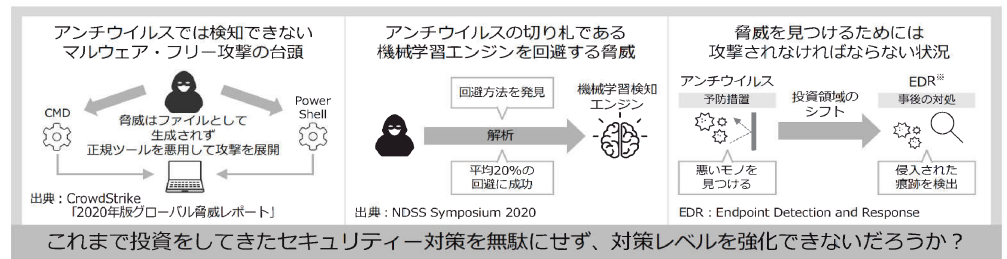 アンチウイルスでは検知できない
マルウェア・フリー攻撃の台頭
CMD
Power
Shell
脅威はファイルとして
生成されず
正規ツールを悪用して攻撃を展開
出典：CrowdStrike
「2020年版グローバル脅威レポート」
アンチウイルスの切り札である
機械学習エンジンを回避する脅威
回避方法を発見
機械学習検知
エンジン
解析
平均20%の
回避に成功
出典：NDSS Symposium 2020
脅威を見つけるためには
攻撃されなければならない状況
アンチウイルス
予防措置
投資領域の
シフト
EDR※
事後の対処
悪いモノを
見つける
侵入された
痕跡を検出
EDR：Endpoint Detection and Response
これまで投資をしてきたセキュリティー対策を無駄にせず、対策レベルを強化できないだろうか？